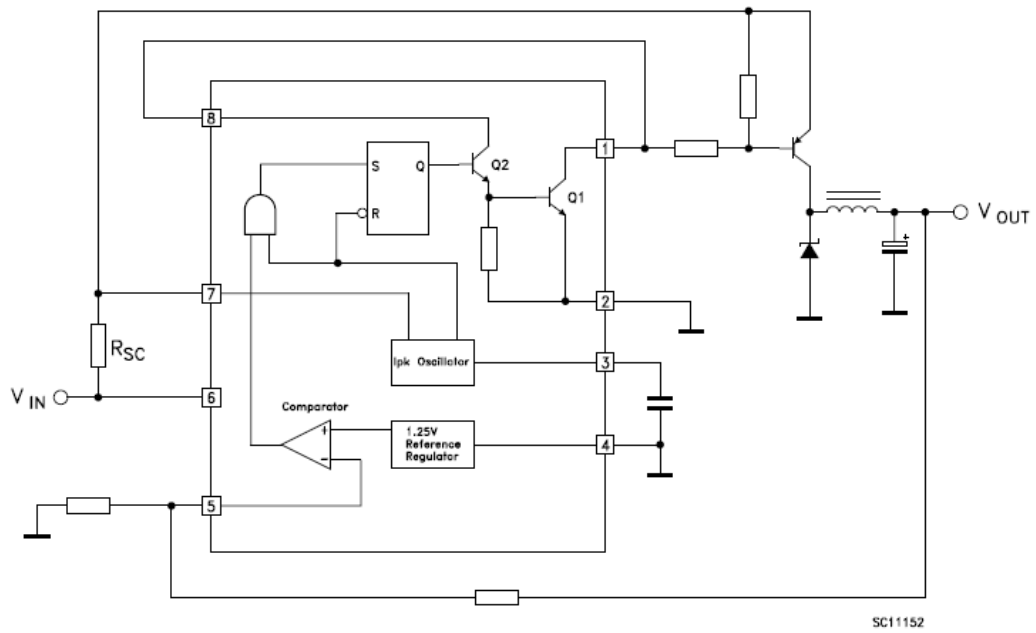 8
1
S
Q
Q2
Q1
R
V OUT
7
2
RSC
Ipk Oscillator
3
V IN
6
Comparator
+
1.25V
Reference
Regulator
4
−
5
+
SC11152